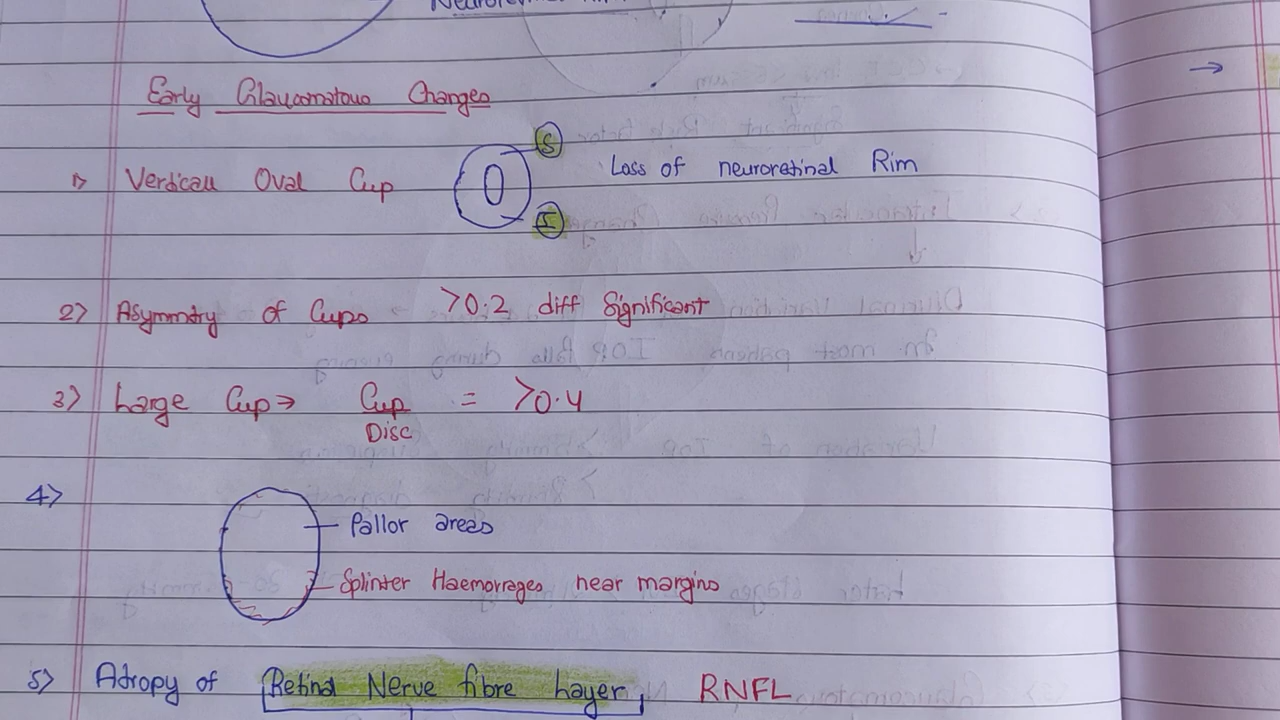 Early Glaucomatous Changes
S
1) Vertical Oval Cup 0 Loss of neuroretinal Rim
I
2) Asymmtry of Cups >0.2 diff Significant
3) Large Cup → Cup = >0.4
Disc
4)
Pallor areas
Splinter Haemorrages near margins
5) Atropy of Retinal Nerve fibre Layer RNFL
→